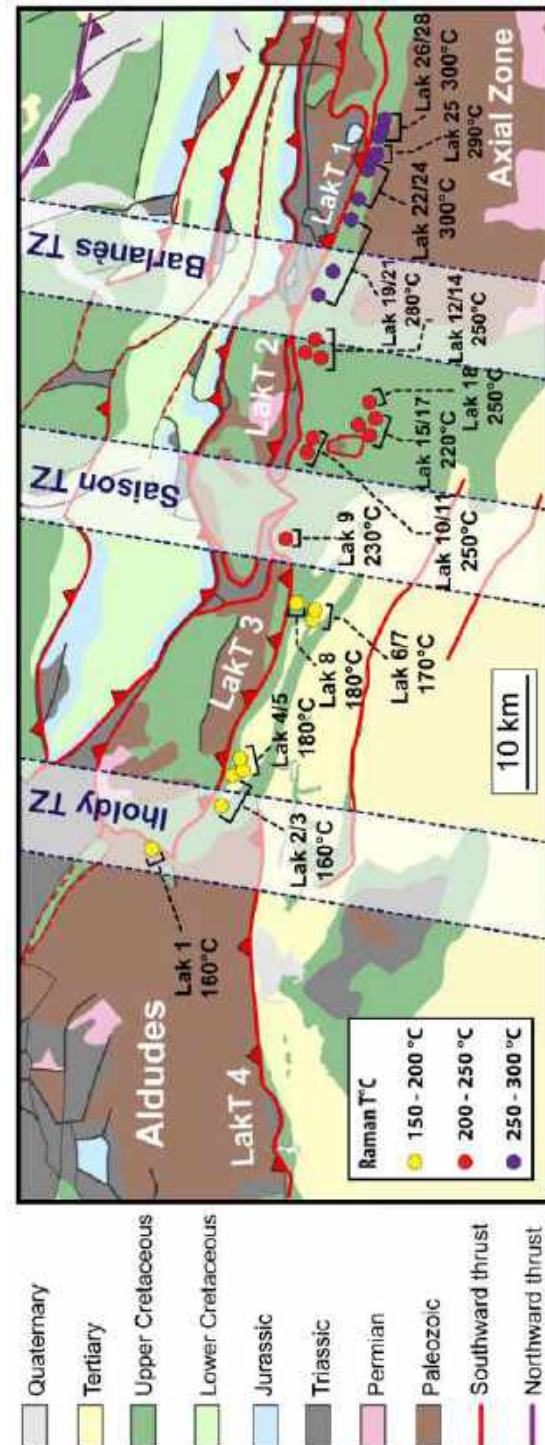 Barlanès TZ
Saison TZ
Iholdy TZ
Aldudes
Axial Zone
LakT 1
LakT 2
LakT 3
LakT 4
Lak 1
160°C
Lak 2/3
160°C
Lak 4/5
180°C
Lak 8
180°C
Lak 6/7
170°C
Lak 9
230°C
Lak 10/11
250°C
Lak 15/17
220°C
Lak 18
250°C
Lak 12/14
250°C
Lak 19/21
280°C
Lak 22/24
300°C
Lak 25
290°C
Lak 26/28
300°C
10 km
Raman T°C
150 - 200 °C
200 - 250 °C
250 - 300 °C
Quaternary
Tertiary
Upper Cretaceous
Lower Cretaceous
Jurassic
Triassic
Permian
Paleozoic
Southward thrust
Northward thrust